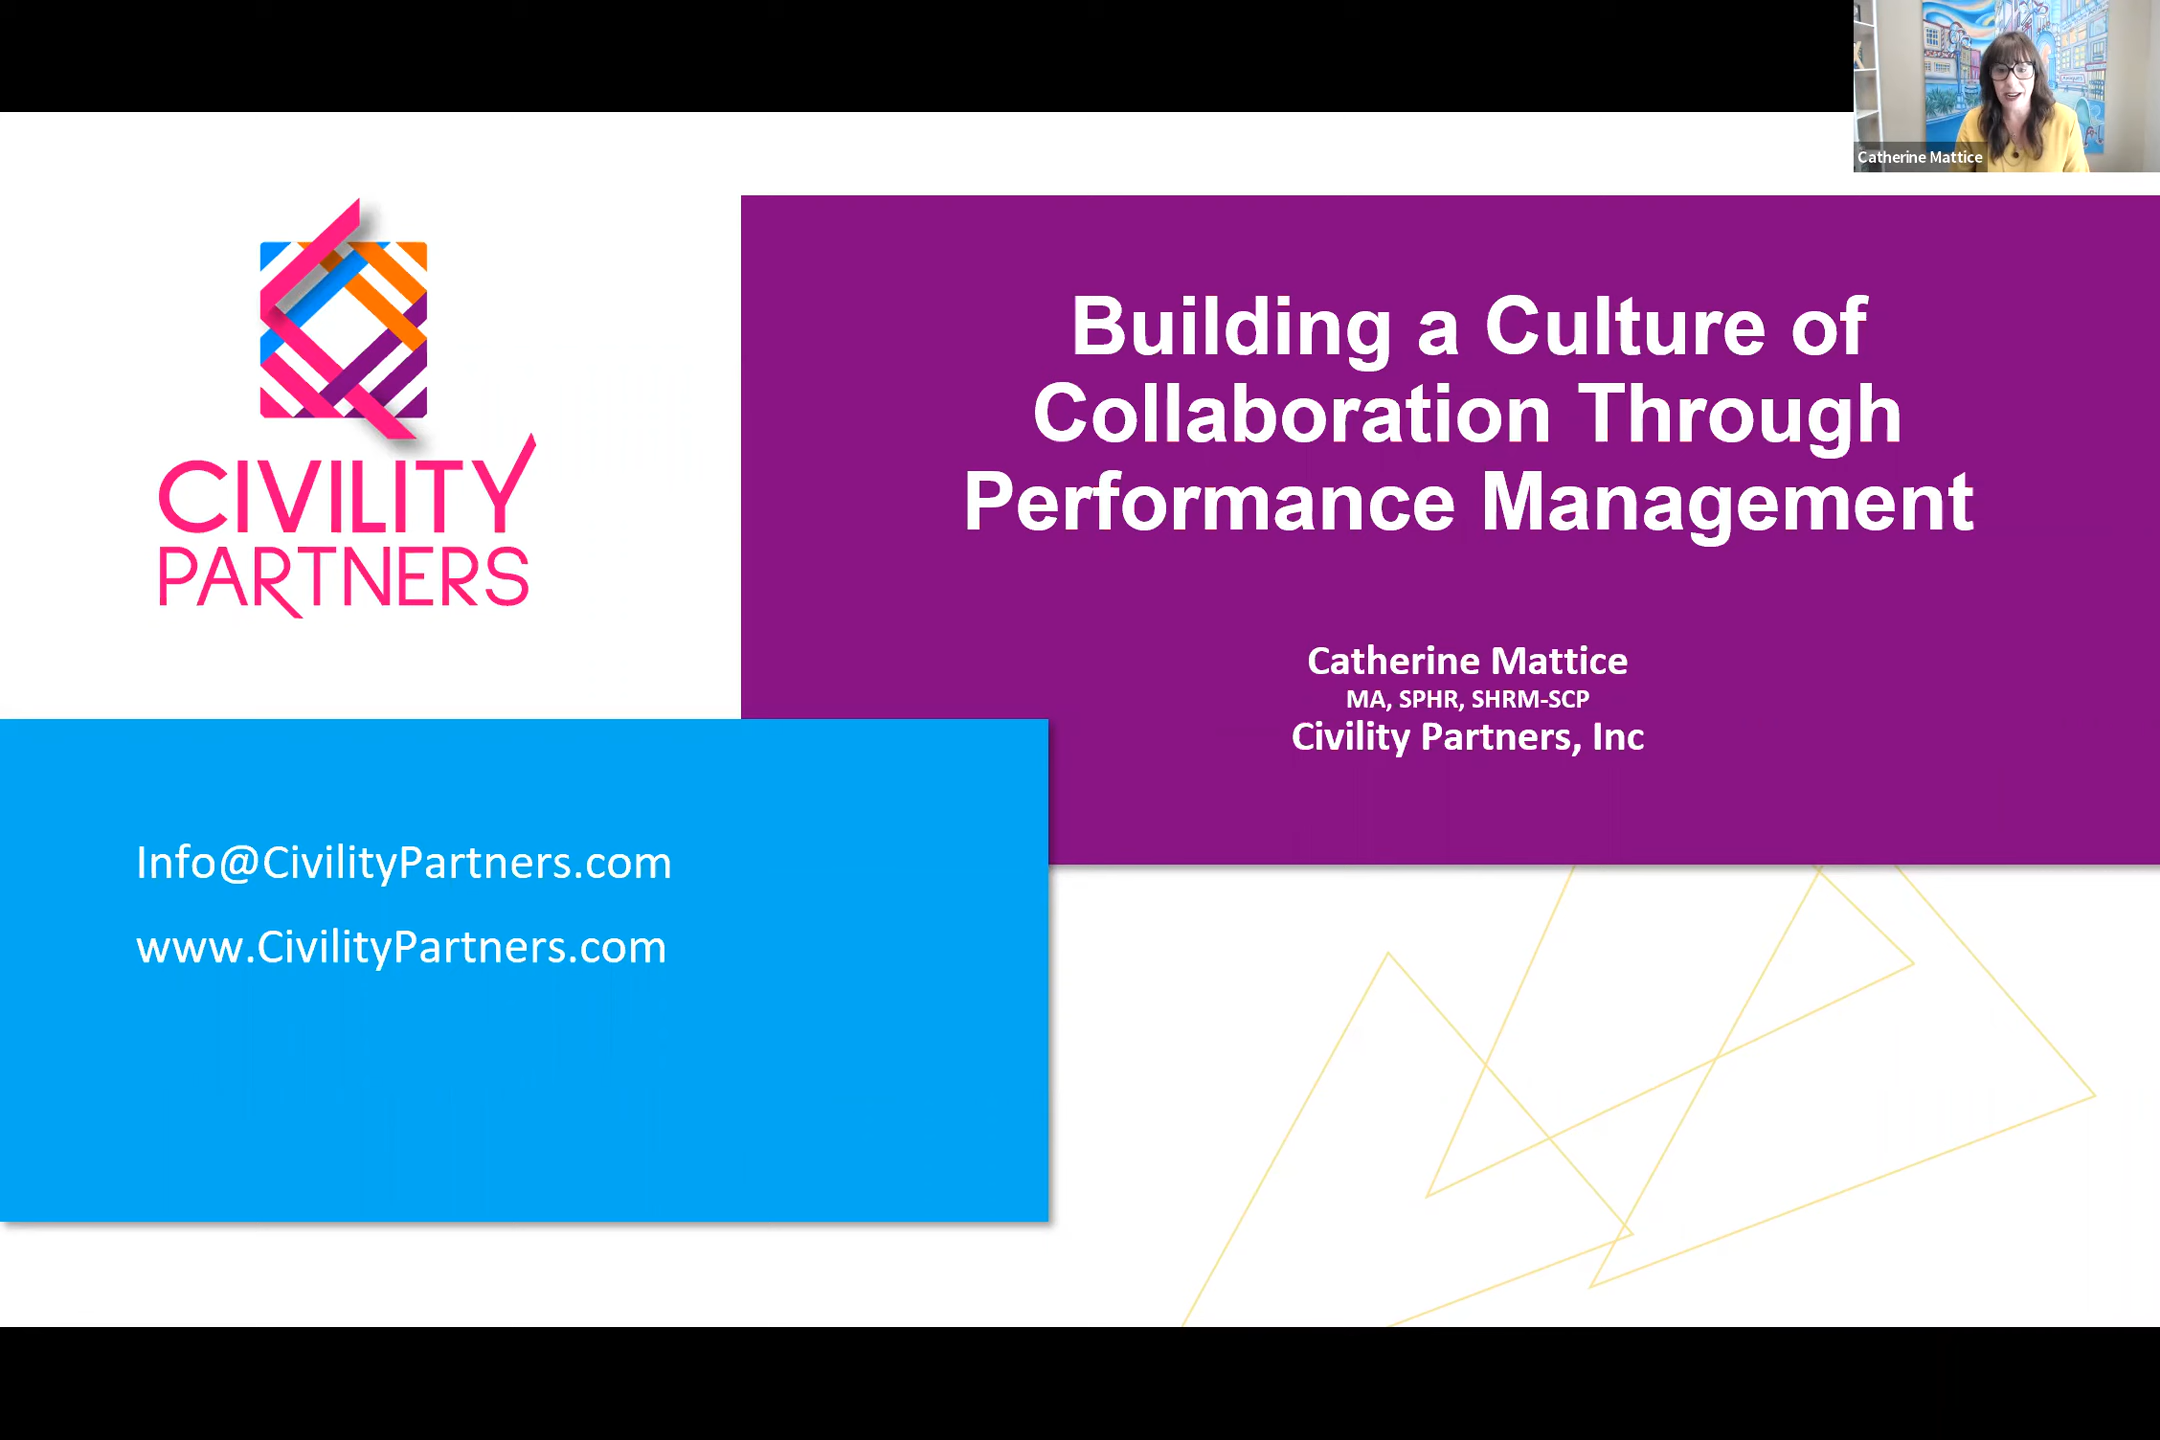 Catherine Mattice
CIVILITY
PARTNERS
Building a Culture of
Collaboration Through
Performance Management
Catherine Mattice
MA, SPHR, SHRM-SCP
Civility Partners, Inc
Info@CivilityPartners.com
www.CivilityPartners.com